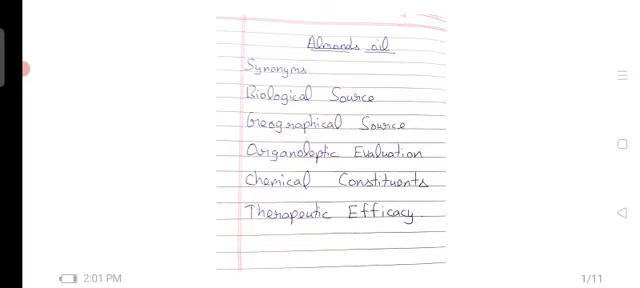 Almonds oil
Synonyms
Biological Source
Geographical Source
Organoleptic Evaluation
Chemical Constituents
Therapeutic Efficacy
2:01 PM
1/11